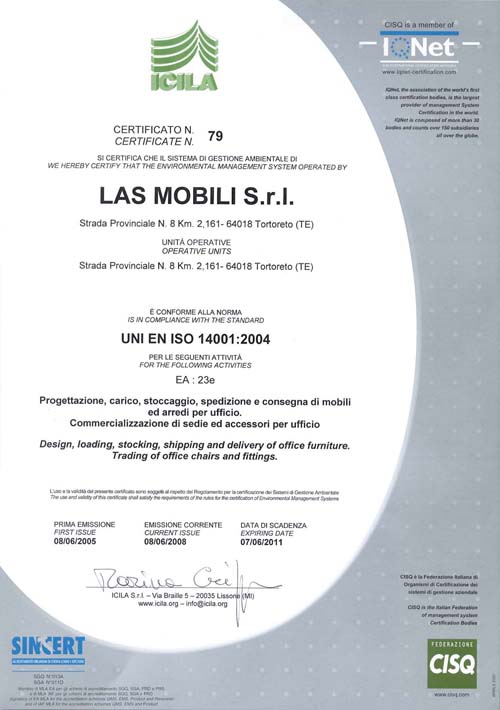 CISQ is a member of
IQNet
THE INTERNATIONAL CERTIFICATION NETWORK
www.iqnet-certification.com
IQNet, the association of the world's first
class certification bodies, is the largest
provider of management System
Certification in the world.
IQNet is composed of more than 30
bodies and counts over 150 subsidiaries
all over the globe.
ICILA
CERTIFICATO N. 79
CERTIFICATE N.
SI CERTIFICA CHE IL SISTEMA DI GESTIONE AMBIENTALE DI
WE HEREBY CERTIFY THAT THE ENVIRONMENTAL MANAGEMENT SYSTEM OPERATED BY
LAS MOBILI S.r.l.
Strada Provinciale N. 8 Km. 2,161- 64018 Tortoreto (TE)
UNITÀ OPERATIVE
OPERATIVE UNITS
Strada Provinciale N. 8 Km. 2,161- 64018 Tortoreto (TE)
È CONFORME ALLA NORMA
IS IN COMPLIANCE WITH THE STANDARD
UNI EN ISO 14001:2004
PER LE SEGUENTI ATTIVITÀ
FOR THE FOLLOWING ACTIVITIES
EA : 23e
Progettazione, carico, stoccaggio, spedizione e consegna di mobili
ed arredi per ufficio.
Commercializzazione di sedie ed accessori per ufficio
Design, loading, stocking, shipping and delivery of office furniture.
Trading of office chairs and fittings.
L'uso e la validità del presente certificato sono soggetti al rispetto del Regolamento per la certificazione dei Sistemi di Gestione Ambientale
The use and validity of this certificate shall satisfy the requirements of the rules for the certification of Environmental Management Systems
PRIMA EMISSIONE
FIRST ISSUE
08/06/2005
EMISSIONE CORRENTE
CURRENT ISSUE
08/06/2008
DATA DI SCADENZA
EXPIRING DATE
07/06/2011
ICILA S.r.l. – Via Braille 5 – 20035 Lissone (MI)
www.icila.org – info@icila.org
CISQ è la Federazione Italiana di
Organismi di Certificazione dei
sistemi di gestione aziendale
CISQ is the Italian Federation
of management system
Certification Bodies
SINCERT
SGQ N°013A
SGA N°011D
FEDERAZIONE
CISQ
www.cisq.com